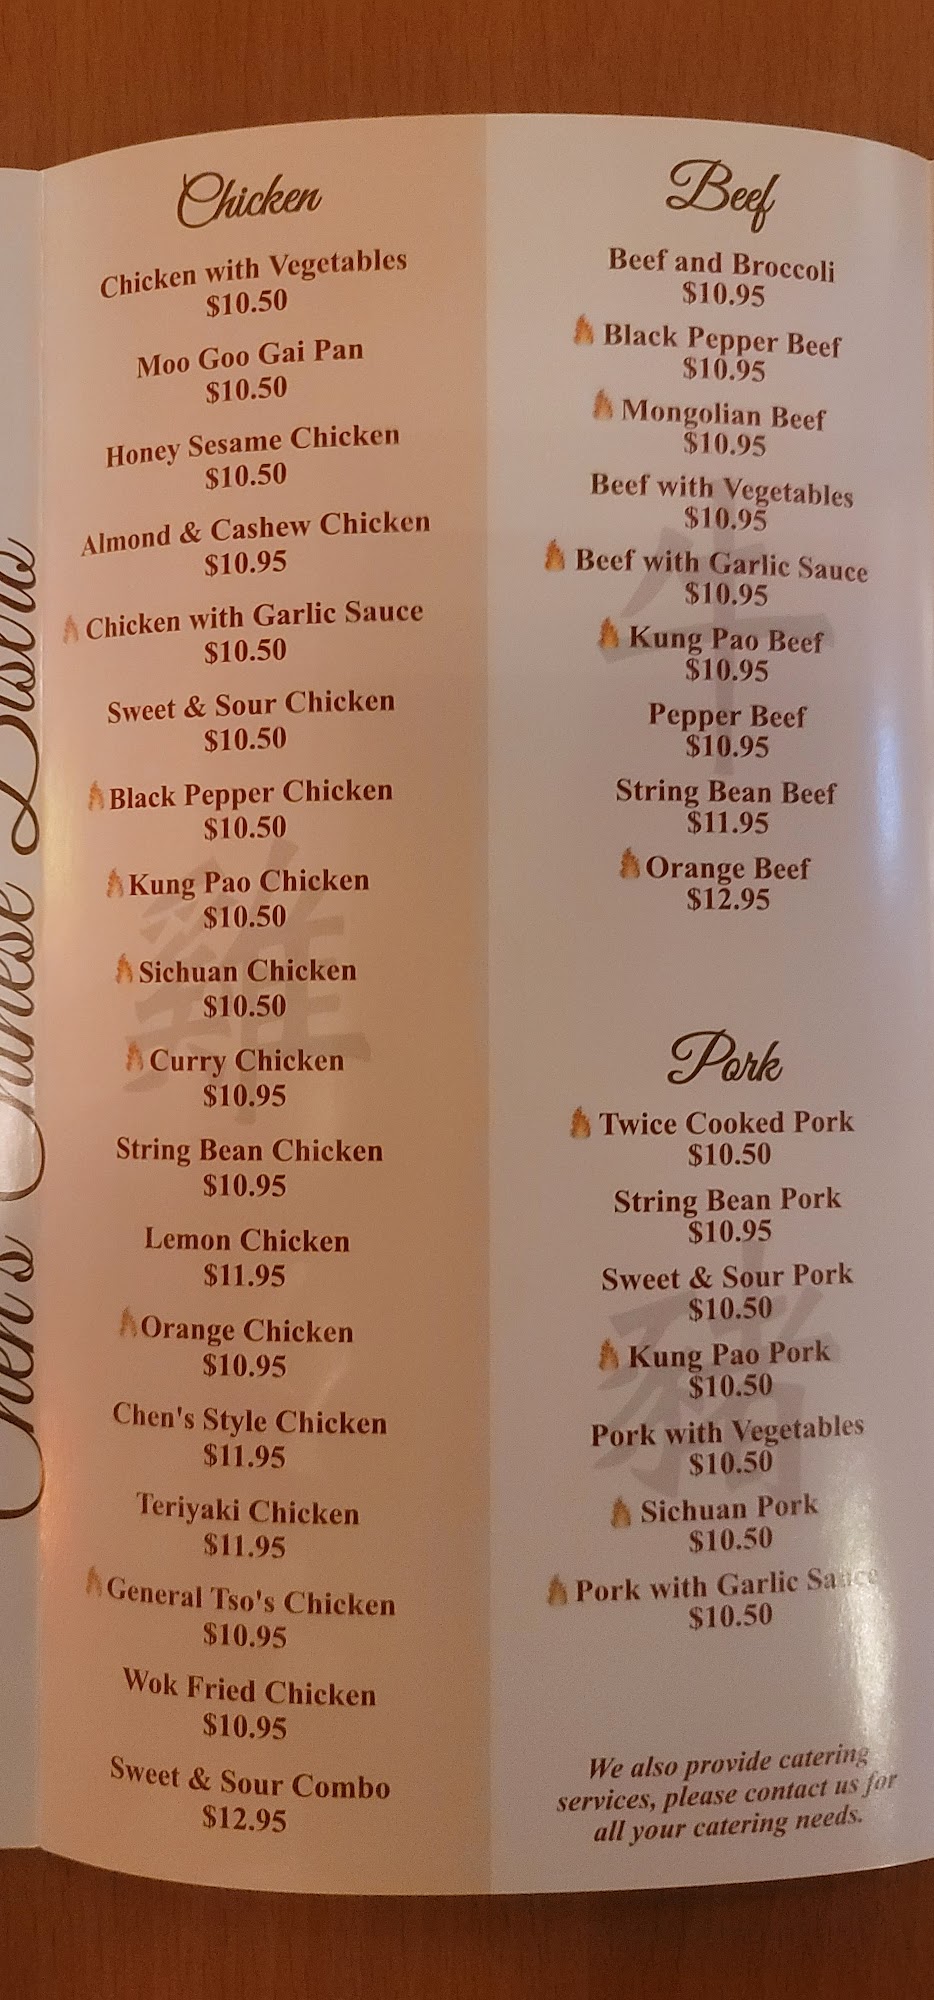 Chen's Chinese Bistro
Chicken
Chicken with Vegetables
$10.50
Moo Goo Gai Pan
$10.50
Honey Sesame Chicken
$10.50
Almond & Cashew Chicken
$10.95
Chicken with Garlic Sauce
$10.50
Sweet & Sour Chicken
$10.50
Black Pepper Chicken
$10.50
Kung Pao Chicken
$10.50
Sichuan Chicken
$10.50
Curry Chicken
$10.95
String Bean Chicken
$10.95
Lemon Chicken
$11.95
Orange Chicken
$10.95
Chen's Style Chicken
$11.95
Teriyaki Chicken
$11.95
General Tso's Chicken
$10.95
Wok Fried Chicken
$10.95
Sweet & Sour Combo
$12.95
雞
Beef
Beef and Broccoli
$10.95
Black Pepper Beef
$10.95
Mongolian Beef
$10.95
Beef with Vegetables
$10.95
Beef with Garlic Sauce
$10.95
Kung Pao Beef
$10.95
Pepper Beef
$10.95
String Bean Beef
$11.95
Orange Beef
$12.95
牛
Pork
Twice Cooked Pork
$10.50
String Bean Pork
$10.95
Sweet & Sour Pork
$10.50
Kung Pao Pork
$10.50
Pork with Vegetables
$10.50
Sichuan Pork
$10.50
Pork with Garlic Sauce
$10.50
豬
We also provide catering
services, please contact us for
all your catering needs.